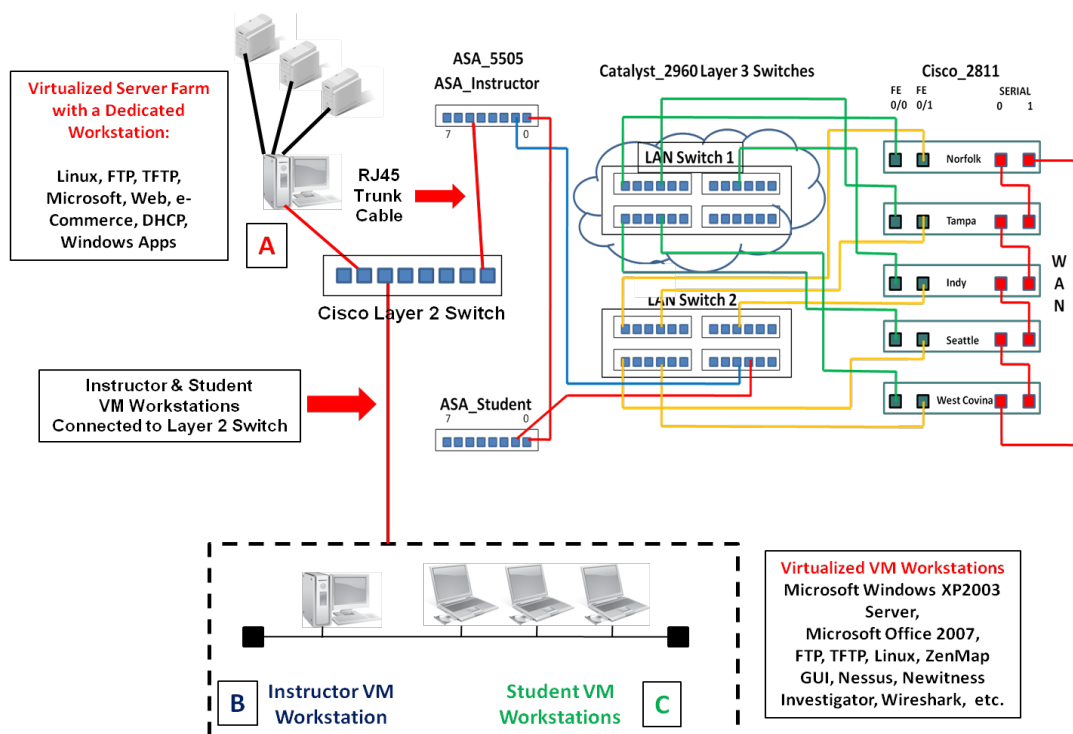 ASA_5505
ASA_Instructor
7
0
Catalyst_2960 Layer 3 Switches
Cisco_2811
FE
0/0
FE
0/1
SERIAL
0 1
Virtualized Server Farm
with a Dedicated
Workstation:
Linux, FTP, TFTP,
Microsoft, Web, e-
Commerce, DHCP,
Windows Apps
A
RJ45
Trunk
Cable
LAN Switch 1
Norfolk
Tampa
Indy
Seattle
West Covina
W
A
N
Cisco Layer 2 Switch
LAN Switch 2
Instructor & Student
VM Workstations
Connected to Layer 2 Switch
ASA_Student
7
0
B
Instructor VM
Workstation
Student VM
Workstations
C
Virtualized VM Workstations
Microsoft Windows XP2003
Server,
Microsoft Office 2007,
FTP, TFTP, Linux, ZenMap
GUI, Nessus, Newitness
Investigator, Wireshark, etc.